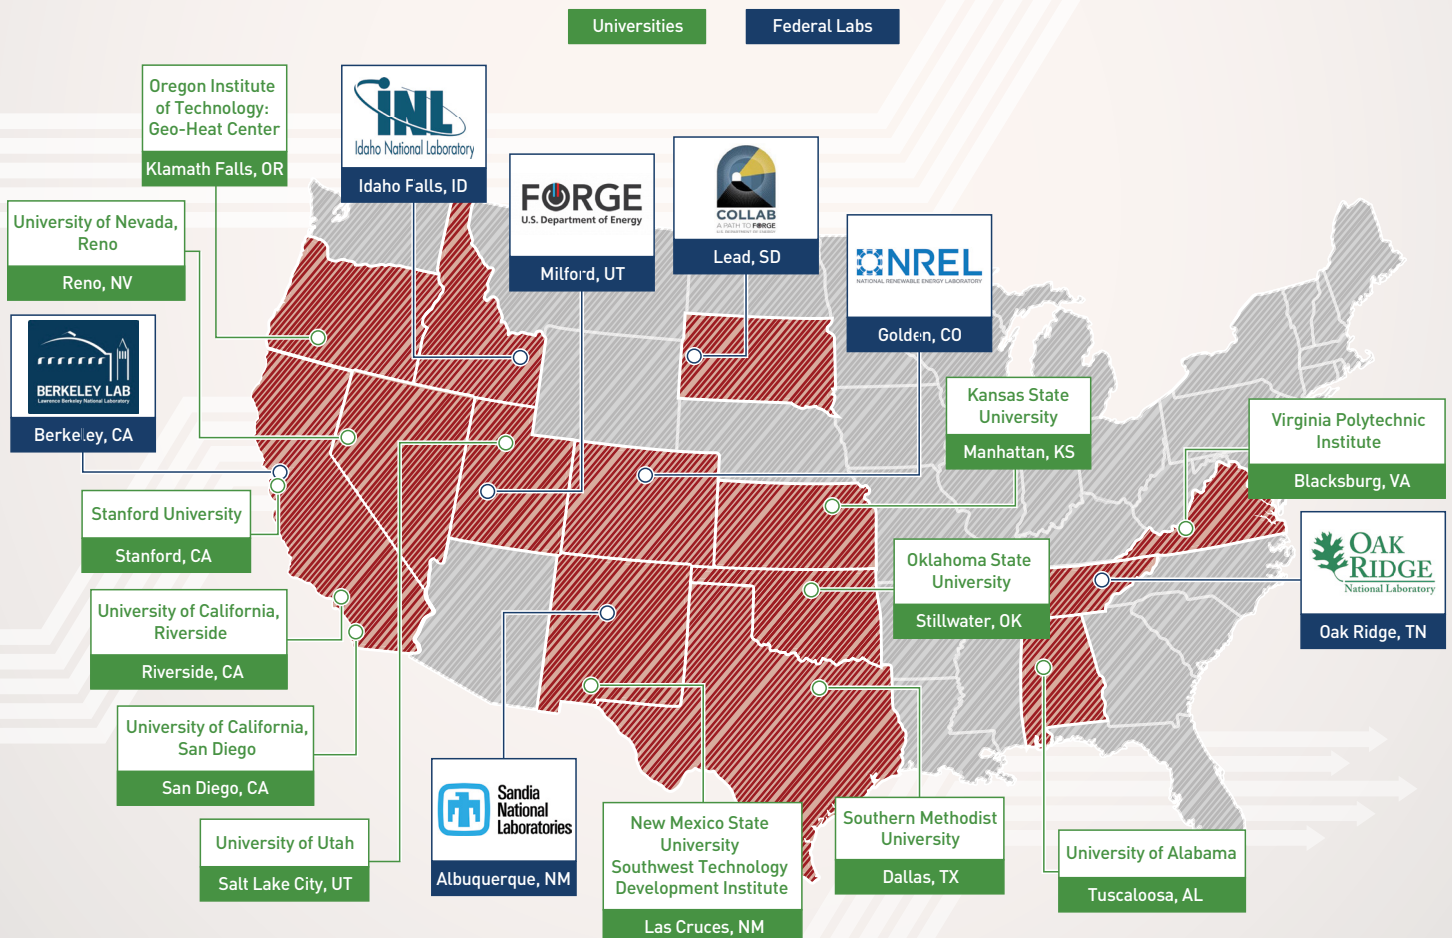 Universities
Federal Labs
Oregon Institute
of Technology:
Geo-Heat Center
Klamath Falls, OR
INL
Idaho National Laboratory
Idaho Falls, ID
FORGE
U.S. Department of Energy
Milford, UT
COLLAB
A PATH TO FORGE
U.S. DEPARTMENT OF ENERGY
Lead, SD
NREL
NATIONAL RENEWABLE ENERGY LABORATORY
Golden, CO
University of Nevada,
Reno
Reno, NV
BERKELEY LAB
Lawrence Berkeley National Laboratory
Berkeley, CA
Kansas State
University
Manhattan, KS
Virginia Polytechnic
Institute
Blacksburg, VA
Stanford University
Stanford, CA
Oklahoma State
University
Stillwater, OK
OAK
RIDGE
National Laboratory
Oak Ridge, TN
University of California,
Riverside
Riverside, CA
University of California,
San Diego
San Diego, CA
Sandia
National
Laboratories
Albuquerque, NM
New Mexico State
University
Southwest Technology
Development Institute
Las Cruces, NM
Southern Methodist
University
Dallas, TX
University of Alabama
Tuscaloosa, AL
University of Utah
Salt Lake City, UT